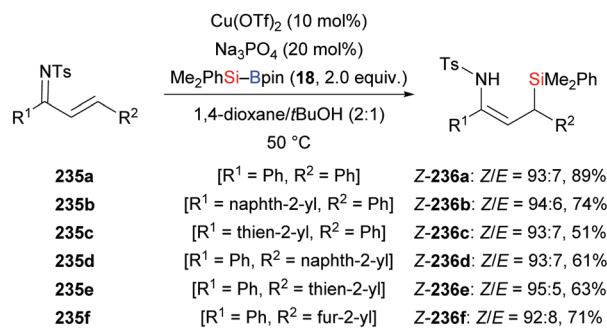 Cu(OTf)2 (10 mol%)
Na3PO4 (20 mol%)
Me2PhSi–Bpin (18, 2.0 equiv.)
1,4-dioxane/tBuOH (2:1)
50 °C
NTs
R1
R2
Ts
NH
SiMe2Ph
R1
R2
235a [R1 = Ph, R2 = Ph] Z-236a: Z/E = 93:7, 89%
235b [R1 = naphth-2-yl, R2 = Ph] Z-236b: Z/E = 94:6, 74%
235c [R1 = thien-2-yl, R2 = Ph] Z-236c: Z/E = 93:7, 51%
235d [R1 = Ph, R2 = naphth-2-yl] Z-236d: Z/E = 93:7, 61%
235e [R1 = Ph, R2 = thien-2-yl] Z-236e: Z/E = 95:5, 63%
235f [R1 = Ph, R2 = fur-2-yl] Z-236f: Z/E = 92:8, 71%